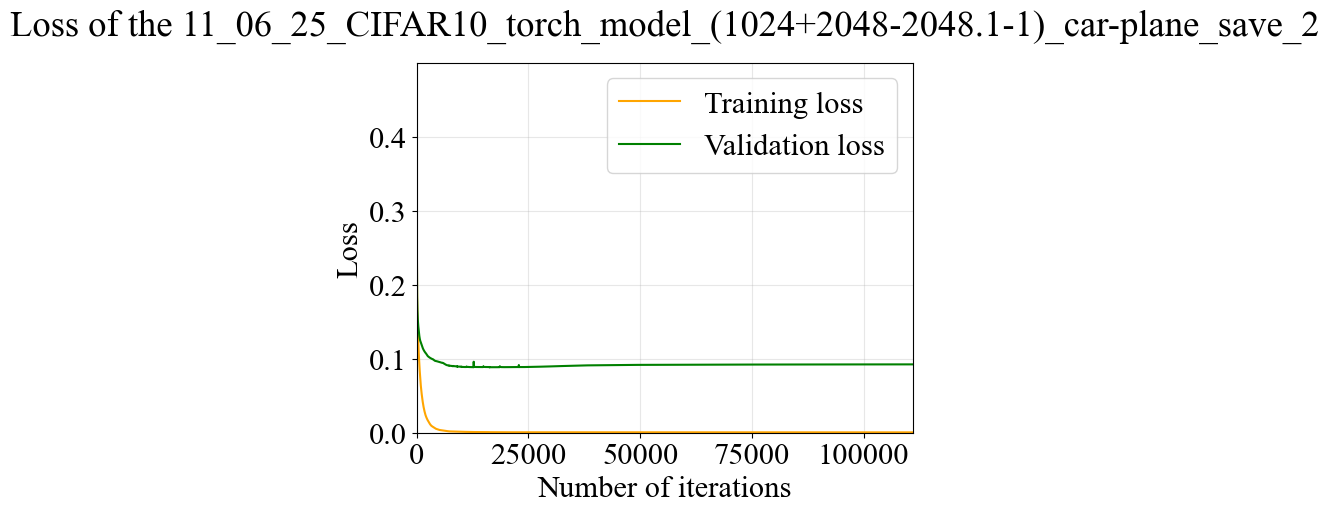 Loss of the 11_06_25_CIFAR10_torch_model_(1024+2048-2048.1-1)_car-plane_save_2
Training loss
Validation loss
0.4
0.3
0.2
0.1
0.0
Loss
0 25000 50000 75000 100000
Number of iterations